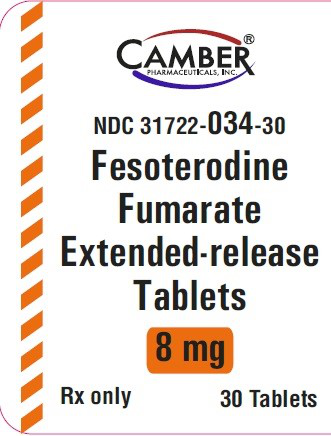 CAMBER®
PHARMACEUTICALS, INC.
NDC 31722-034-30
Fesoterodine
Fumarate
Extended-release
Tablets
8 mg
Rx only 30 Tablets